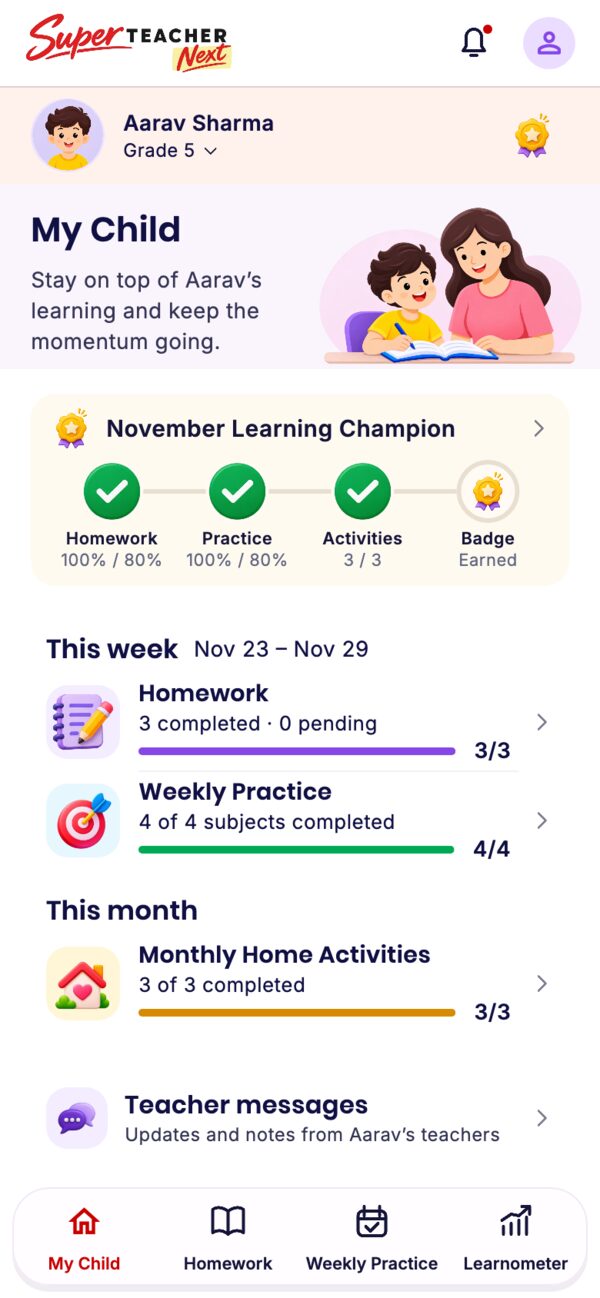 Super TEACHER
Next
Aarav Sharma
Grade 5
My Child
Stay on top of Aarav’s
learning and keep the
momentum going.
November Learning Champion
Homework
100% / 80%
Practice
100% / 80%
Activities
3 / 3
Badge
Earned
This week Nov 23 – Nov 29
Homework
3 completed · 0 pending
3/3
Weekly Practice
4 of 4 subjects completed
4/4
This month
Monthly Home Activities
3 of 3 completed
3/3
Teacher messages
Updates and notes from Aarav’s teachers
My Child
Homework
Weekly Practice
Learnometer